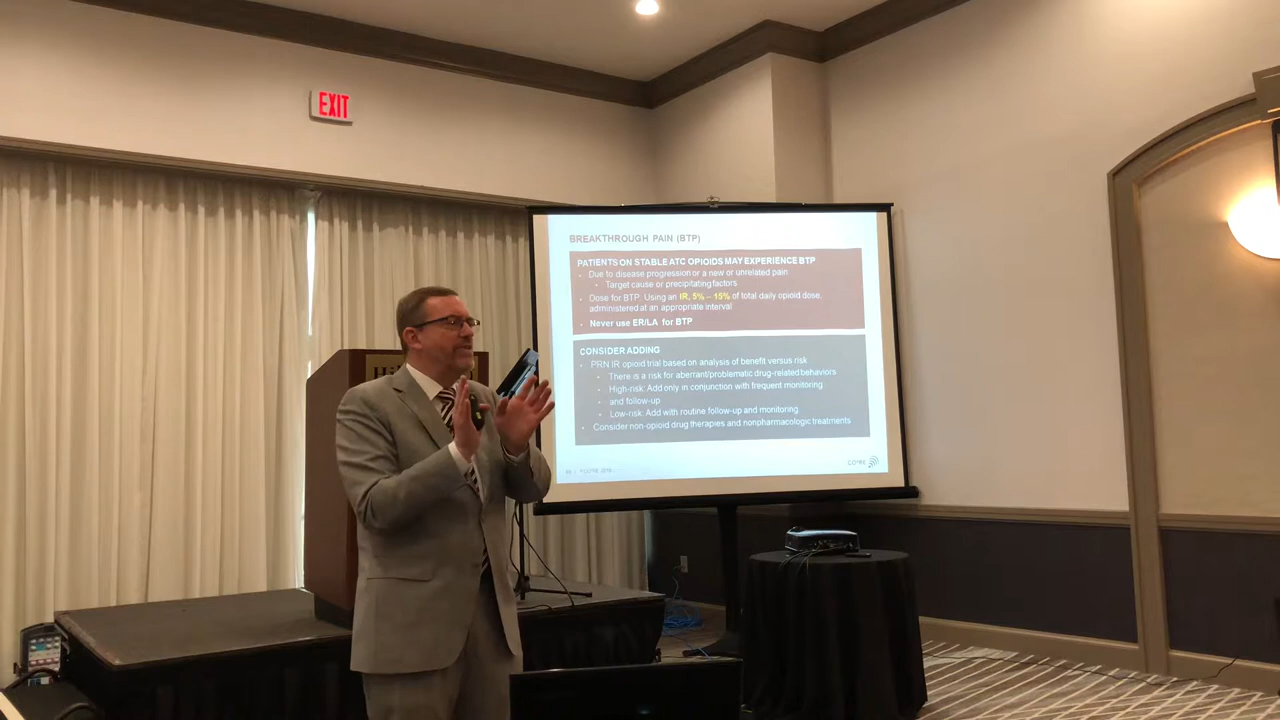 EXIT
BREAKTHROUGH PAIN (BTP)
PATIENTS ON STABLE ATC OPIOIDS MAY EXPERIENCE BTP
• Due to disease progression or a new or unrelated pain
• Target cause or precipitating factors
• Dose for BTP: Using an IR, 5% – 15% of total daily opioid dose,
administered at an appropriate interval
• Never use ER/LA for BTP
CONSIDER ADDING
• PRN IR opioid trial based on analysis of benefit versus risk
• There is a risk for aberrant/problematic drug-related behaviors
• High-risk: Add only in conjunction with frequent monitoring
and follow-up
• Low-risk: Add with routine follow-up and monitoring
• Consider non-opioid drug therapies and nonpharmacologic treatments
CO*RE